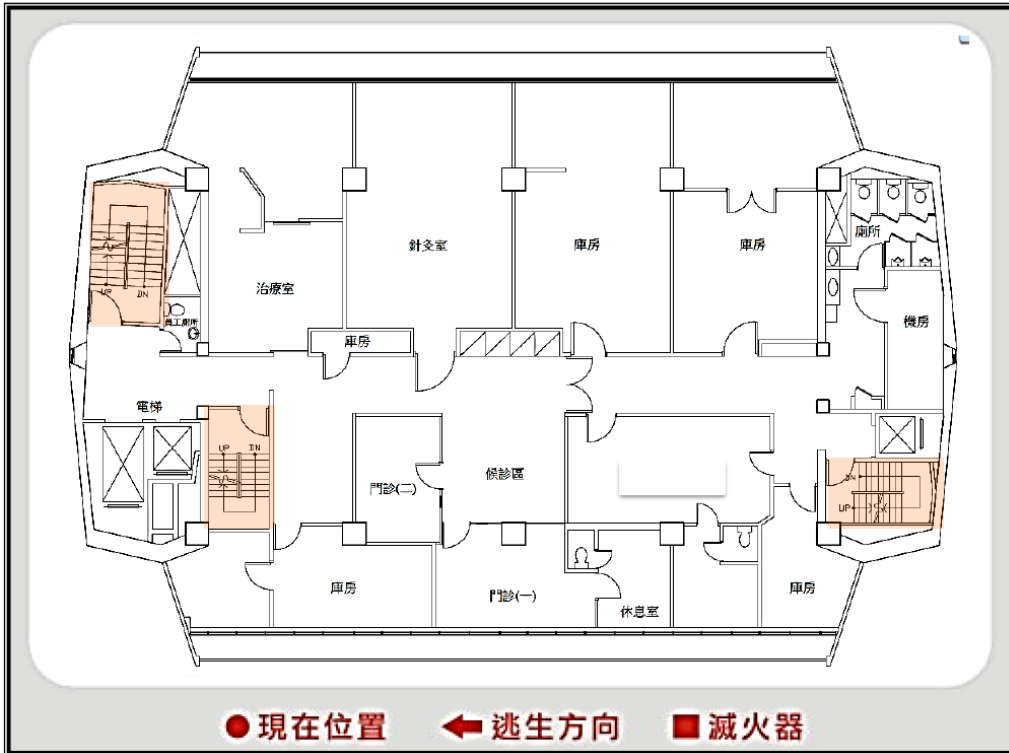 針灸室
庫房
庫房
廁所
治療室
機房
UP
DN
員工廁所
庫房
電梯
UP
DN
候診區
門診(二)
DN
UP
庫房
門診(一)
休息室
庫房
現在位置
逃生方向
滅火器